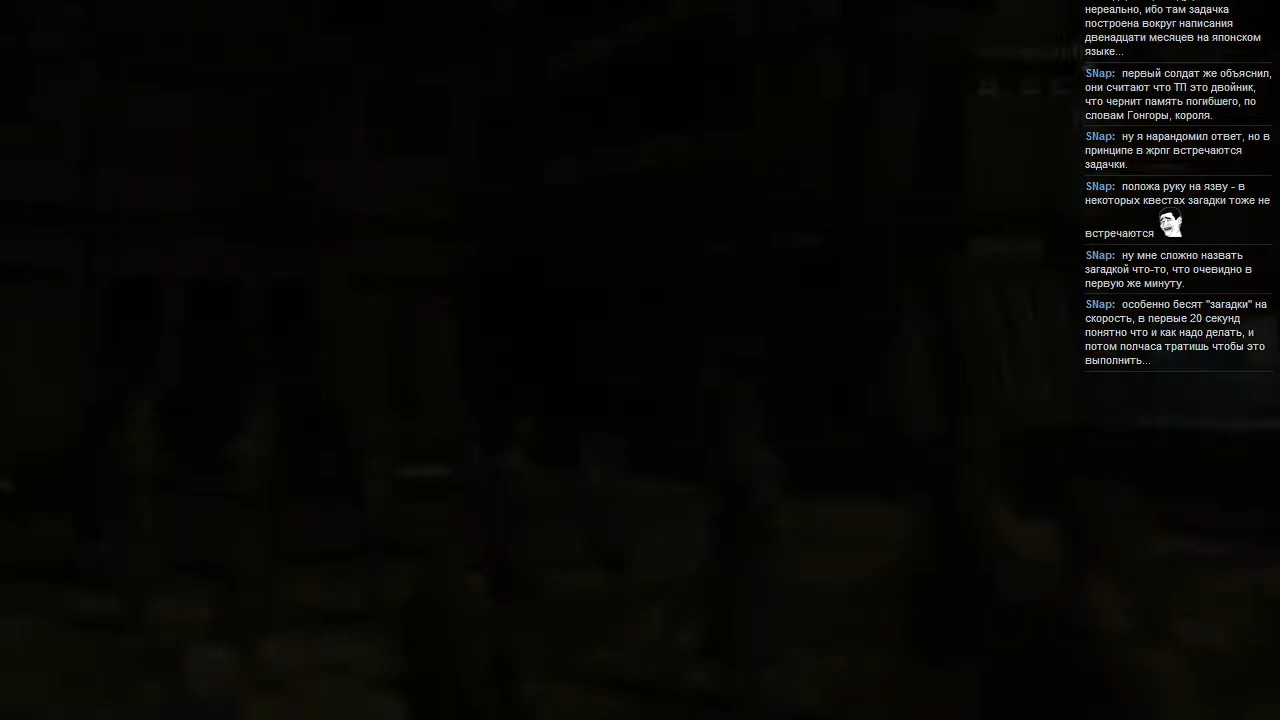 нереально, ибо там задачка
построена вокруг написания
двенадцати месяцев на японском
языке...
SNap: первый солдат же объяснил,
они считают что ТП это двойник,
что чернит память погибшего, по
словам Гонгоры, короля.
SNap: ну я нарандомил ответ, но в
принципе в жрпг встречаются
задачки.
SNap: положа руку на язву - в
некоторых квестах загадки тоже не
встречаются
SNap: ну мне сложно назвать
загадкой что-то, что очевидно в
первую же минуту.
SNap: особенно бесят "загадки" на
скорость, в первые 20 секунд
понятно что и как надо делать, и
потом полчаса тратишь чтобы это
выполнить...